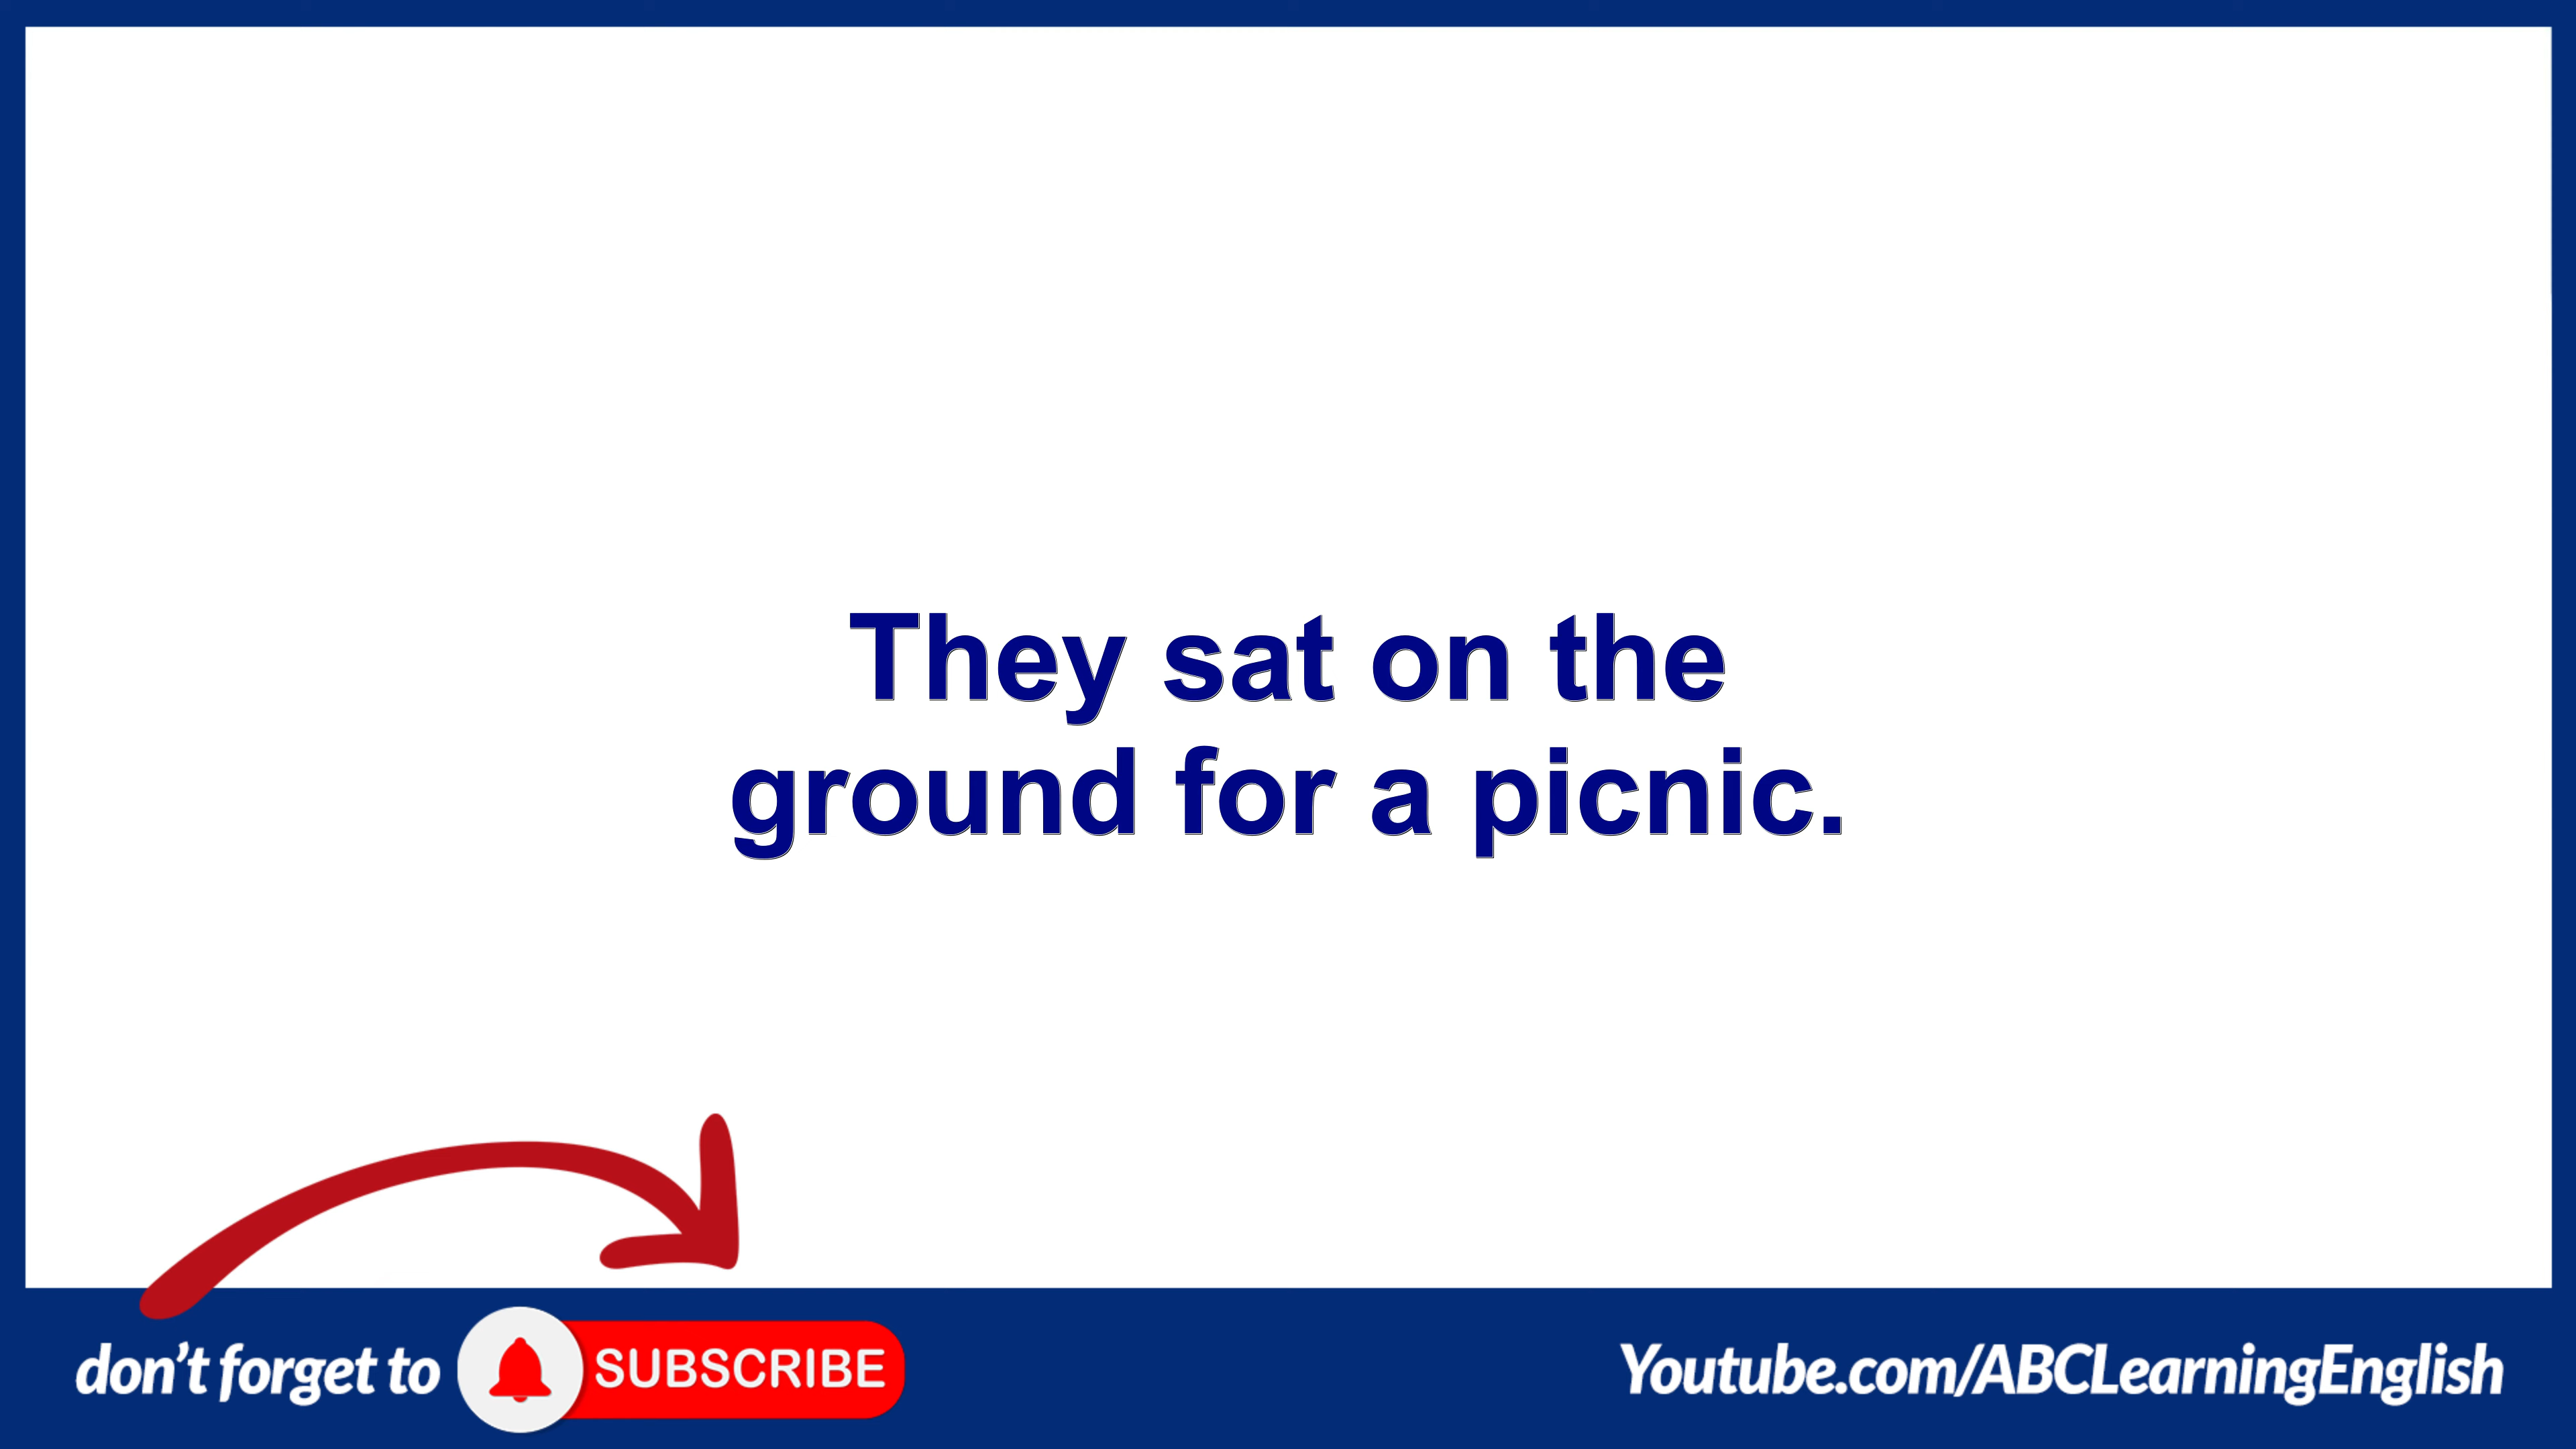 They sat on the
ground for a picnic.
don't forget to SUBSCRIBE
Youtube.com/ABCLearningEnglish